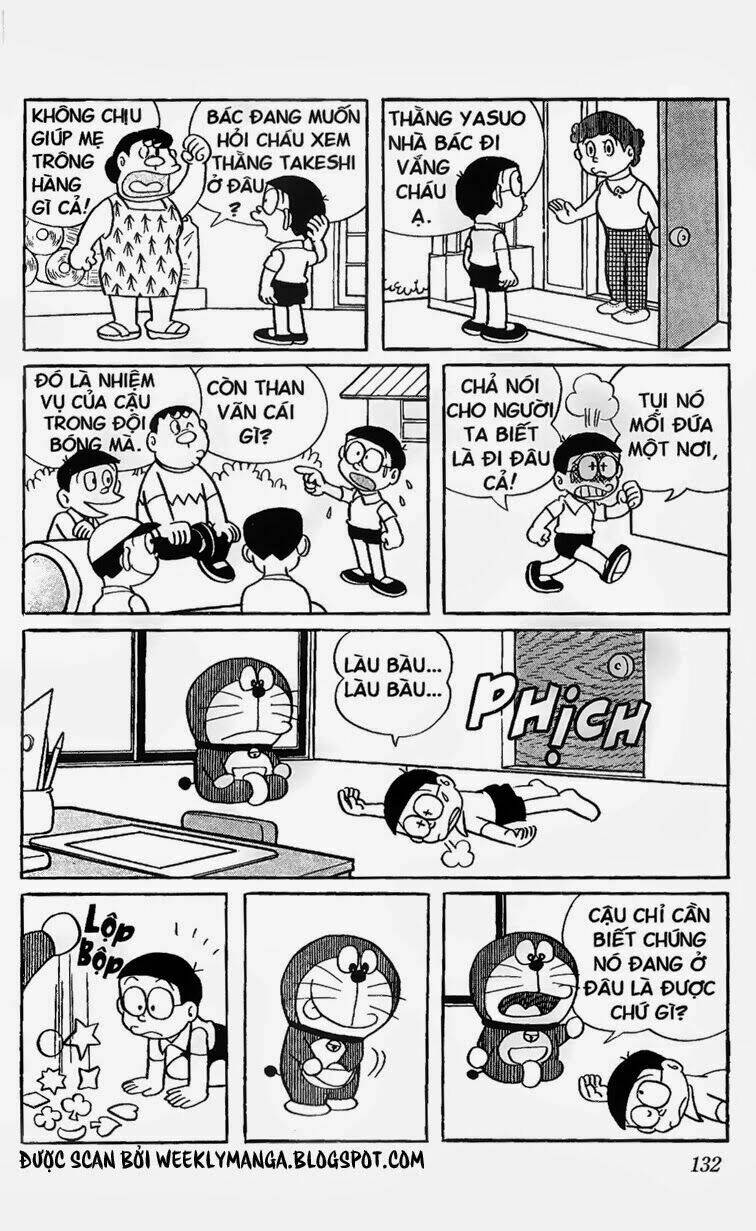 KHÔNG CHỊU
GIÚP MẸ
TRÔNG
HÀNG
GÌ CẢ!
BÁC ĐANG MUỐN
HỎI CHÁU XEM
THẰNG TAKESHI
Ở ĐÂU
?
THẰNG YASUO
NHÀ BÁC ĐI
VẮNG
CHÁU
Ạ.
ĐÓ LÀ NHIỆM
VỤ CỦA CẬU
TRONG ĐỘI
BÓNG MÀ.
CÒN THAN
VÃN CÁI
GÌ?
CHẢ NÓI
CHO NGƯỜI
TA BIẾT
LÀ ĐI ĐÂU
CẢ!
TỤI NÓ
MỖI ĐỨA
MỘT NƠI,
LÀU BÀU...
LÀU BÀU...
PHỊCH
LỘP
BỘP
CẬU CHỈ CẦN
BIẾT CHÚNG
NÓ ĐANG Ở
ĐÂU LÀ ĐƯỢC
CHỨ GÌ?
ĐƯỢC SCAN BỞI WEEKLYMANGA.BLOGSPOT.COM
132